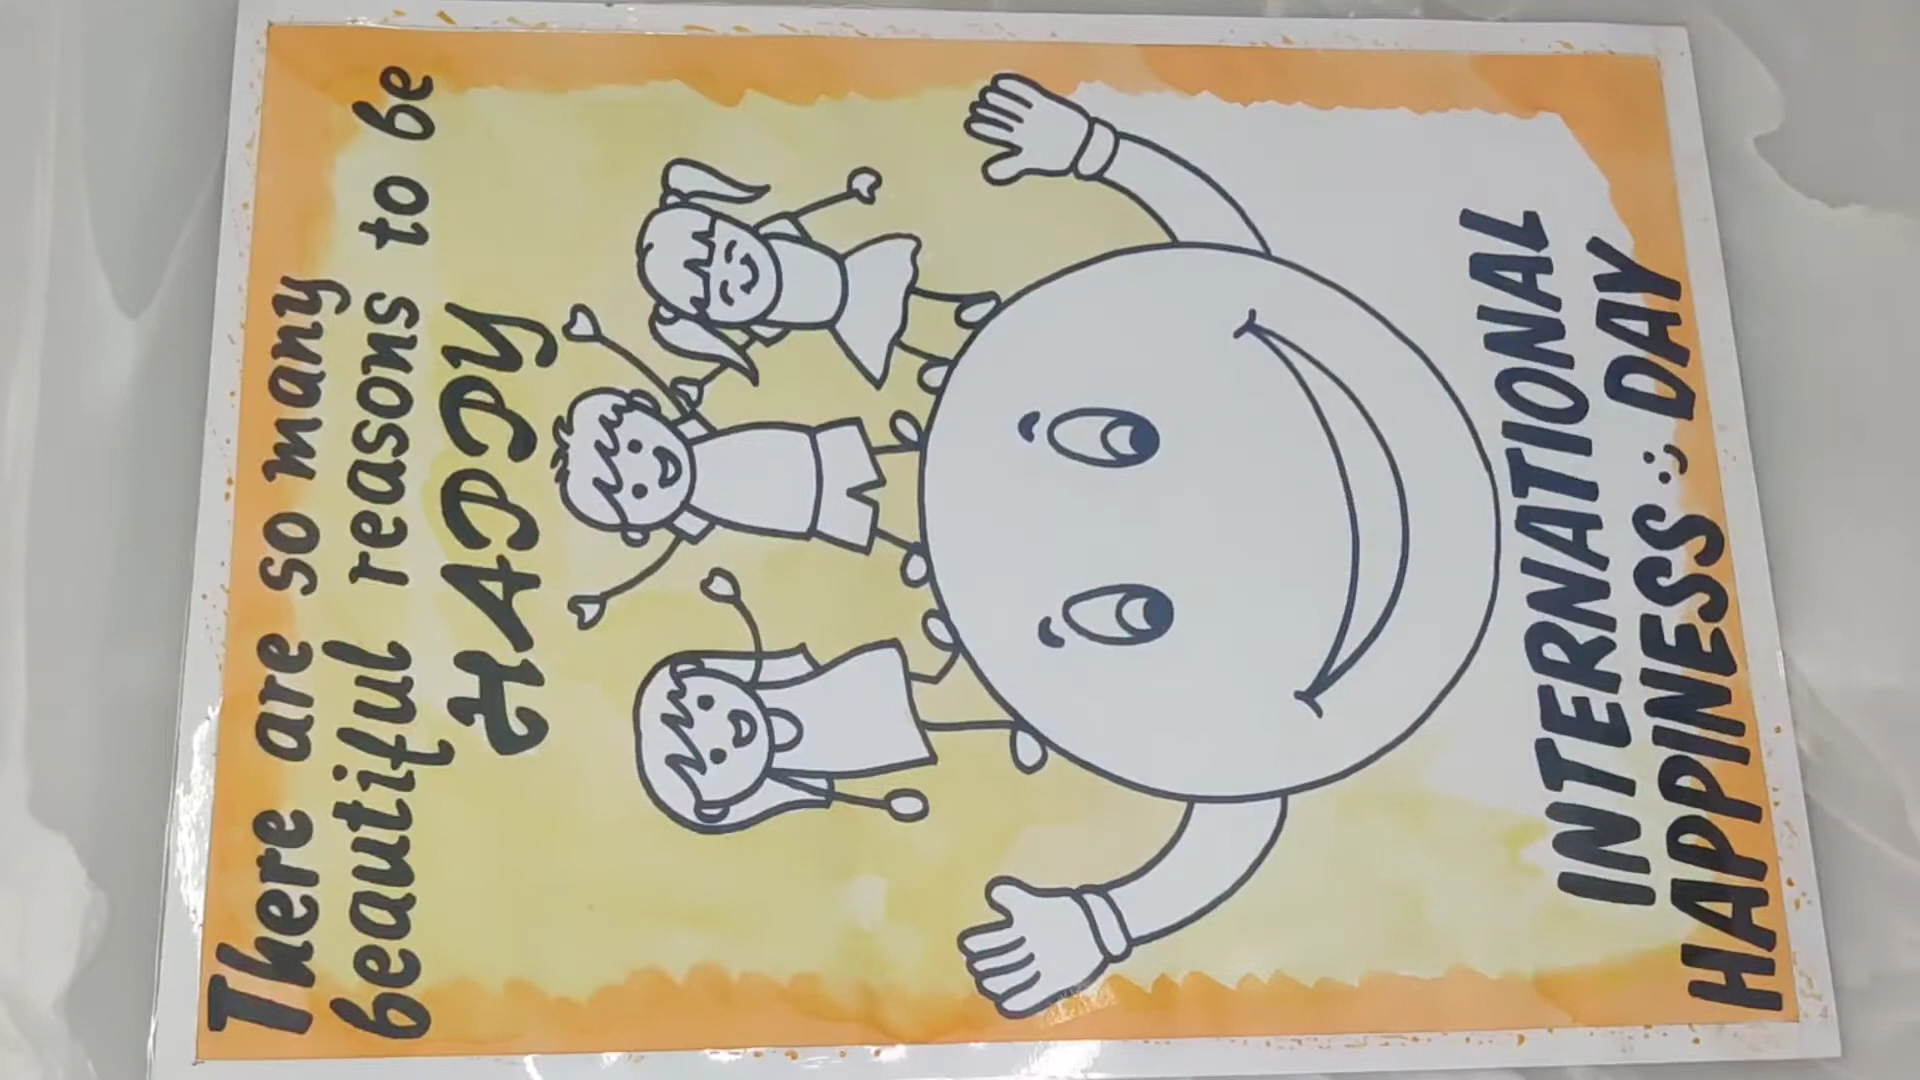 There are so many
beautiful reasons to be
HAPPY
INTERNATIONAL
HAPPINESS :) DAY